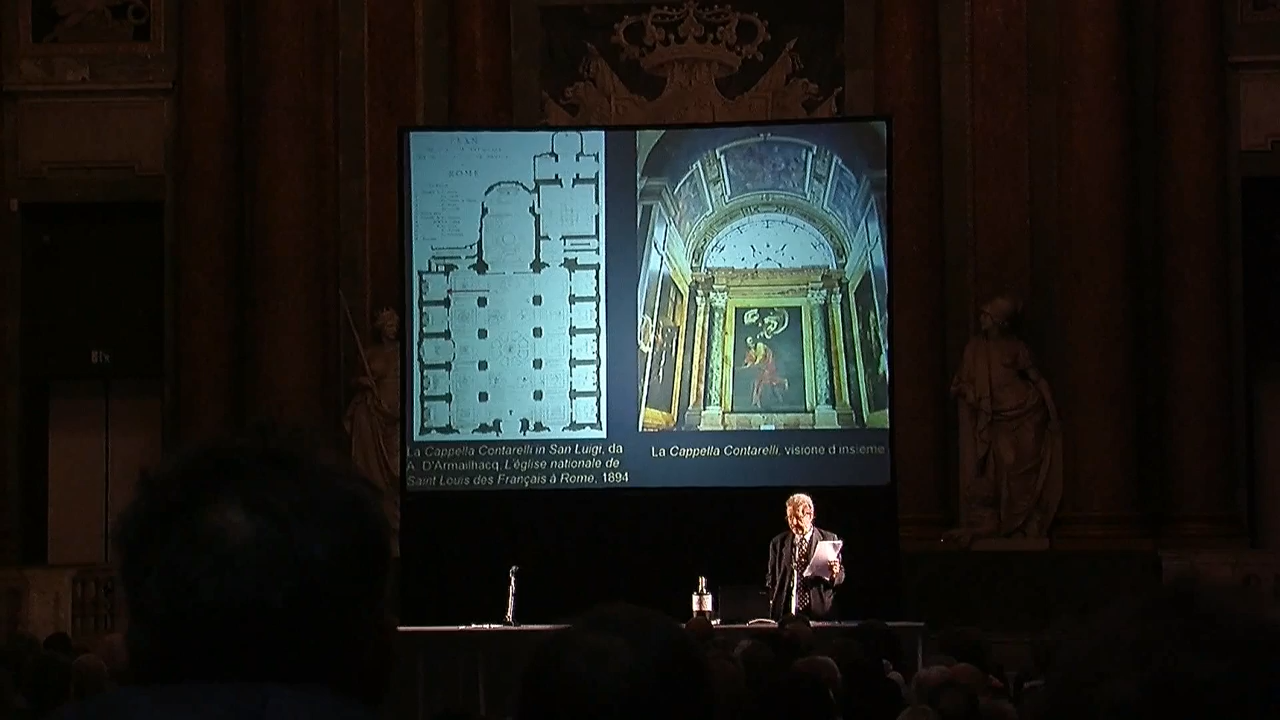 PLAN
ROME
La Cappella Contarelli in San Luigi, da
A. D'Armailhacq, L'église nationale de
Saint Louis des Français à Rome, 1894
La Cappella Contarelli, visione d'insieme